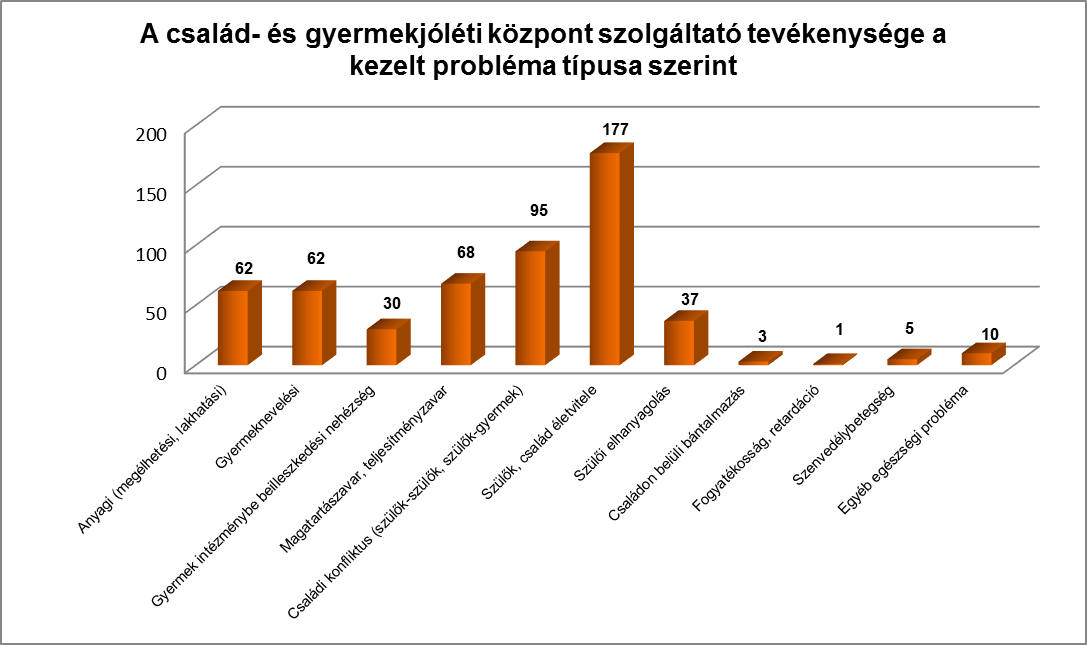 A család- és gyermekjóléti központ szolgáltató tevékenysége a
kezelt probléma típusa szerint
200
150
100
50
0
62
62
30
68
95
177
37
3
1
5
10
Anyagi (megélhetési, lakhatási)
Gyermeknevelési
Gyermek intézménybe beilleszkedési nehézség
Magatartászavar, teljesítményzavar
Családi konfliktus (szülők-szülők, szülők-gyermek)
Szülők, család életvitele
Szülői elhanyagolás
Családon belüli bántalmazás
Fogyatékosság, retardáció
Szenvedélybetegség
Egyéb egészségi probléma